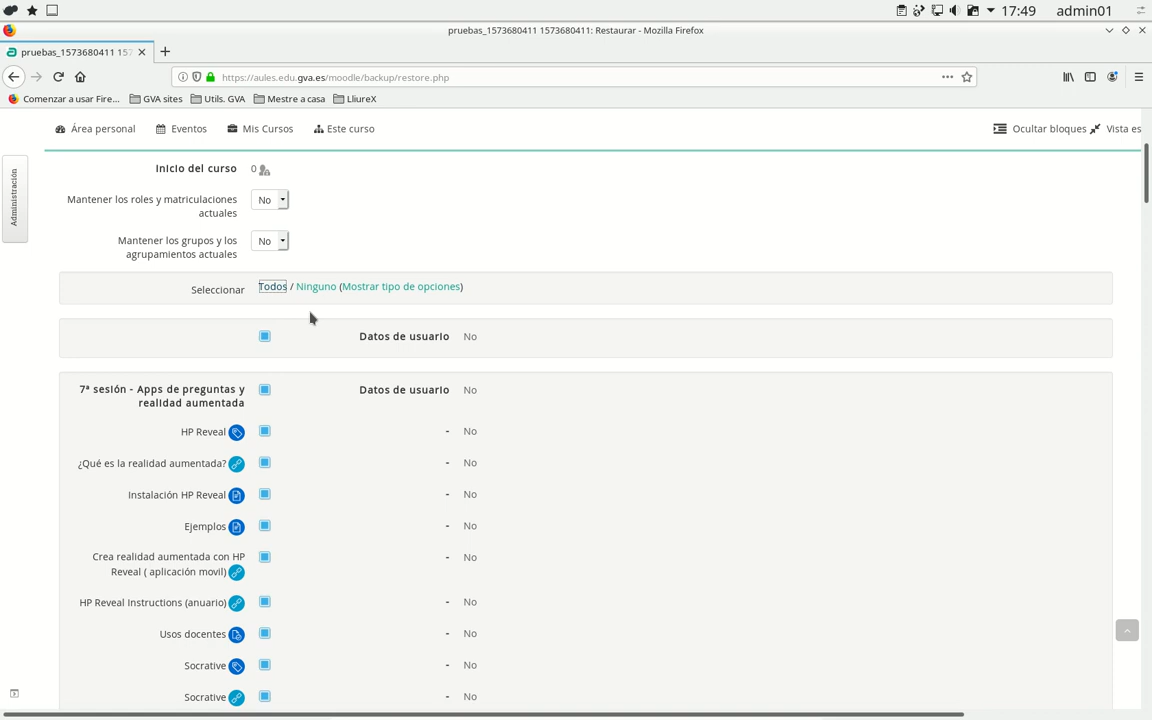 17:49 admin01
pruebas_1573680411 1573680411: Restaurar - Mozilla Firefox
pruebas_1573680411 157
https://aules.edu.gva.es/moodle/backup/restore.php
Comenzar a usar Fire... GVA sites Utils. GVA Mestre a casa LliureX
Área personal Eventos Mis Cursos Este curso Ocultar bloques Vista es
Administración
Inicio del curso 0
Mantener los roles y matriculaciones
actuales
No
Mantener los grupos y los
agrupamientos actuales
No
Seleccionar Todos / Ninguno (Mostrar tipo de opciones)
Datos de usuario No
7ª sesión - Apps de preguntas y
realidad aumentada
Datos de usuario No
HP Reveal - No
¿Qué es la realidad aumentada? - No
Instalación HP Reveal - No
Ejemplos - No
Crea realidad aumentada con HP
Reveal ( aplicación movil)
- No
HP Reveal Instructions (anuario) - No
Usos docentes - No
Socrative - No
Socrative - No